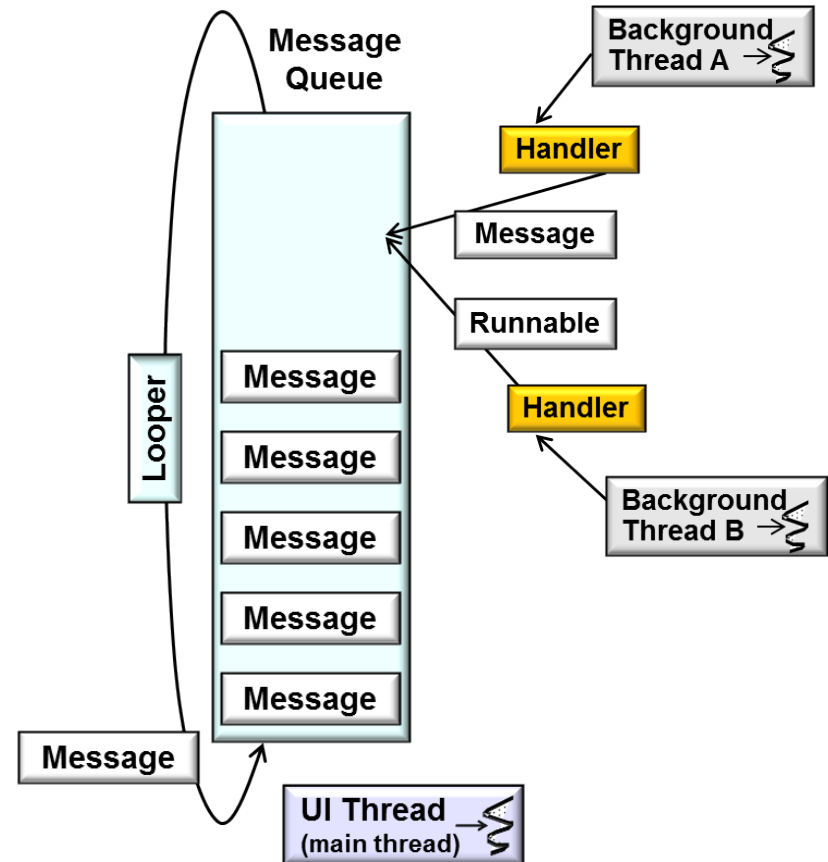 Message
Queue
Background
Thread A
Handler
Message
Runnable
Handler
Background
Thread B
Looper
Message
Message
Message
Message
Message
Message
UI Thread
(main thread)